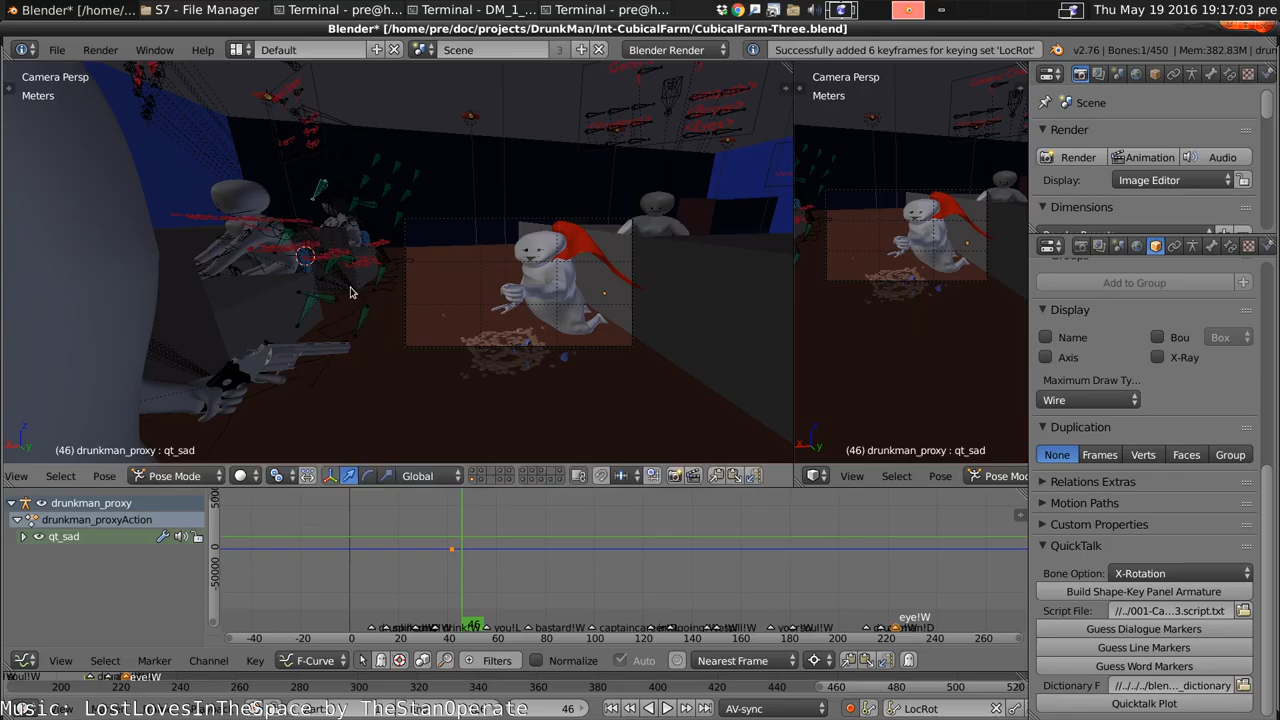 Blender* [/home/pre/doc/... S7 - File Manager Terminal - pre@h... Terminal - DM_1_... Terminal - pre@h... Thu May 19 2016 19:17:03 pre
Blender* [/home/pre/doc/projects/DrunkMan/Int-CubicalFarm/CubicalFarm-Three.blend]
File Render Window Default Scene 3 Blender Render Successfully added 6 keyframes for keying set 'LocRot' v2.76 | Bones:1/450 | Mem:382.83M | drun
Camera Persp
Meters
Camera Persp
Meters
Scene
Render
Render Animation Audio
Display: Image Editor
Dimensions
Groups
Add to Group
Display
Name Bou Box
Axis X-Ray
Maximum Draw Ty...
Wire
Duplication
None Frames Verts Faces Group
Relations Extras
Motion Paths
Custom Properties
QuickTalk
Bone Option: X-Rotation
Build Shape-Key Panel Armature
Script File: //../001-Ca...3.script.txt
Guess Dialogue Markers
Guess Line Markers
Guess Word Markers
Dictionary F //../../../blen..._dictionary
Quicktalk Plot
(46) drunkman_proxy : qt_sad
(46) drunkman_proxy : qt_sad
View Select Pose Pose Mode Global
View Select Pose Pose Moc
drunkman_proxy
drunkman_proxyAction
qt_sad
0
-50000
46
you!L bastard!W
eye!W
-40 -20 0 20 40 60 80 100 120 140 160 180 200 220 240 260
View Select Marker Channel Key F-Curve Filters Normalize Auto Nearest Frame
eye!W
200 220 240 260 280 300 320 340 360 380 400 420 440 460 480 500 520
46 AV-sync LocRot
Music: LostLovesInTheSpace by TheStanOperate